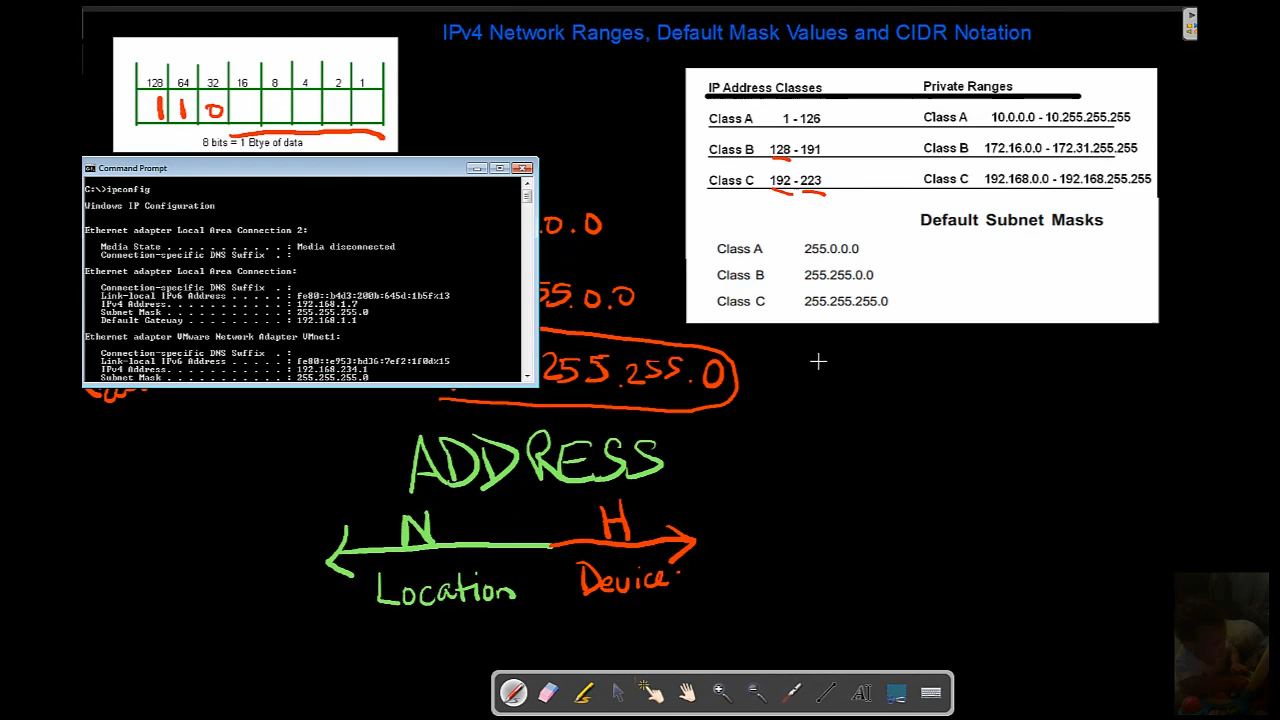 IPv4 Network Ranges, Default Mask Values and CIDR Notation
128 64 32 16 8 4 2 1
1 1 0
8 bits = 1 Btye of data
IP Address Classes Private Ranges
Class A 1 - 126 Class A 10.0.0.0 - 10.255.255.255
Class B 128 - 191 Class B 172.16.0.0 - 172.31.255.255
Class C 192 - 223 Class C 192.168.0.0 - 192.168.255.255
Default Subnet Masks
Class A 255.0.0.0
Class B 255.255.0.0
Class C 255.255.255.0
Command Prompt
C:\>ipconfig
Windows IP Configuration
Ethernet adapter Local Area Connection 2:
Media State . . . . . . . . . . . : Media disconnected
Connection-specific DNS Suffix . :
Ethernet adapter Local Area Connection:
Connection-specific DNS Suffix . :
Link-local IPv6 Address . . . . . : fe80::b4d3:200b:645d:1b5f%13
IPv4 Address. . . . . . . . . . . : 192.168.1.7
Subnet Mask . . . . . . . . . . . : 255.255.255.0
Default Gateway . . . . . . . . . : 192.168.1.1
Ethernet adapter VMware Network Adapter VMnet1:
Connection-specific DNS Suffix . :
Link-local IPv6 Address . . . . . : fe80::e953:bd36:7ef2:1f0d%15
IPv4 Address. . . . . . . . . . . : 192.168.234.1
Subnet Mask . . . . . . . . . . . : 255.255.255.0
.0.0
55.0.0
255.255.0
ADDRESS
N H
Location Device
AI